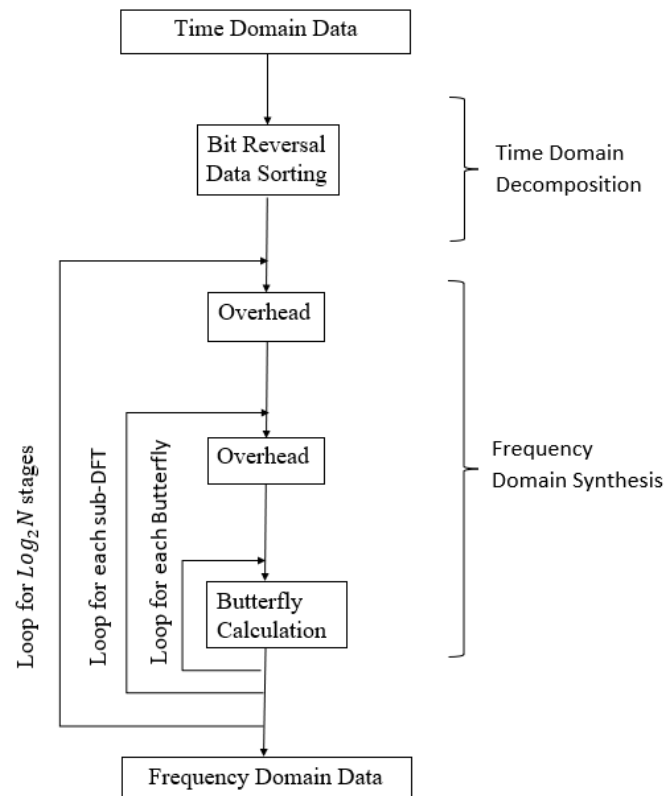 Time Domain Data
Bit Reversal
Data Sorting
Time Domain
Decomposition
Overhead
Overhead
Frequency
Domain Synthesis
Loop for Log₂N stages
Loop for each sub-DFT
Loop for each Butterfly
Butterfly
Calculation
Frequency Domain Data